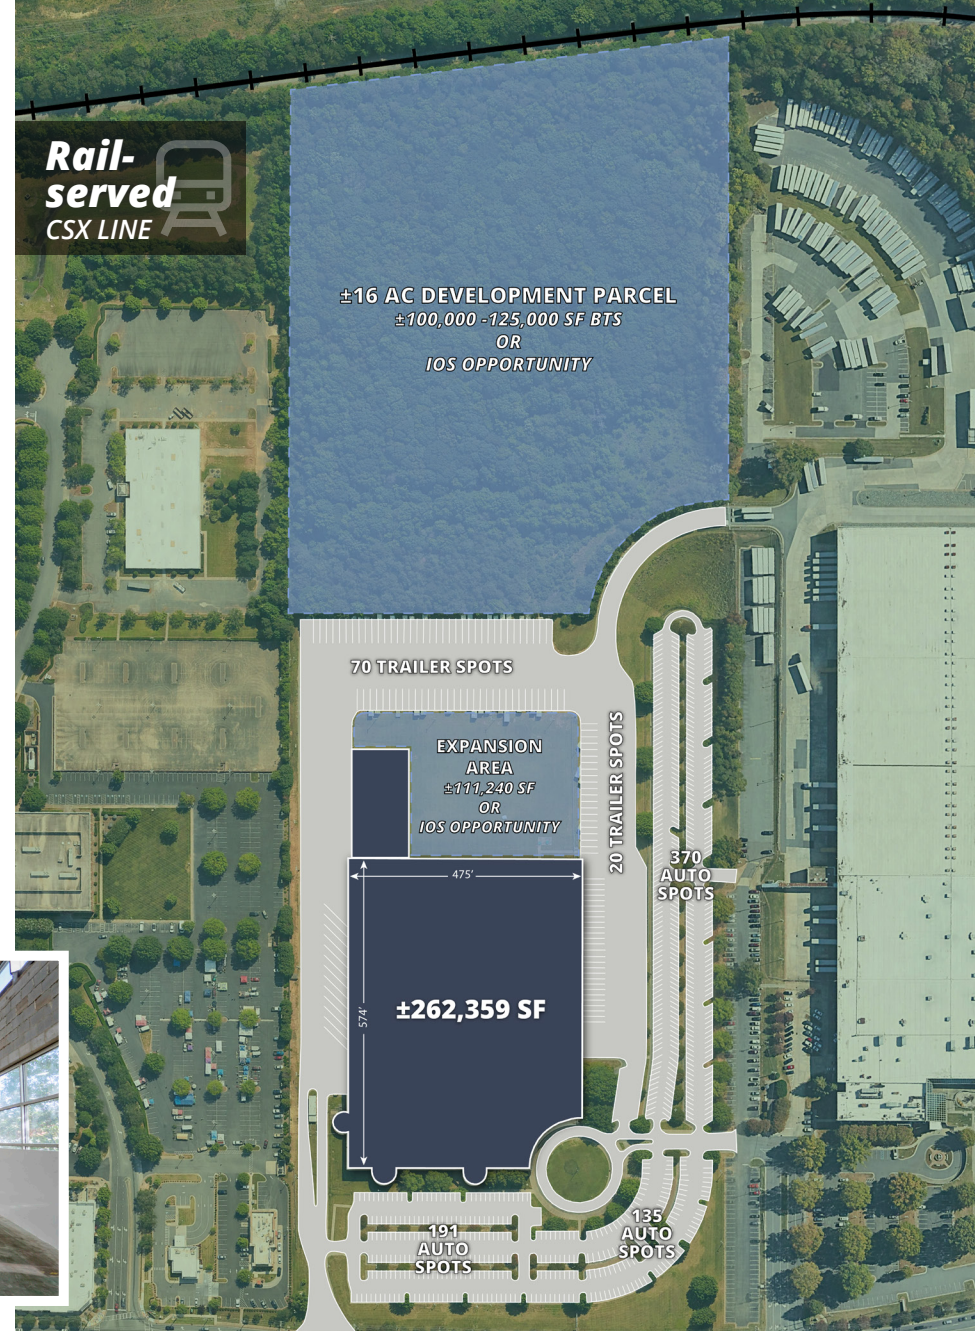 Rail-
served
CSX LINE
±16 AC DEVELOPMENT PARCEL
±100,000 -125,000 SF BTS
OR
IOS OPPORTUNITY
70 TRAILER SPOTS
EXPANSION
AREA
±111,240 SF
OR
IOS OPPORTUNITY
20 TRAILER SPOTS
370
AUTO
SPOTS
475'
574'
±262,359 SF
191
AUTO
SPOTS
135
AUTO
SPOTS